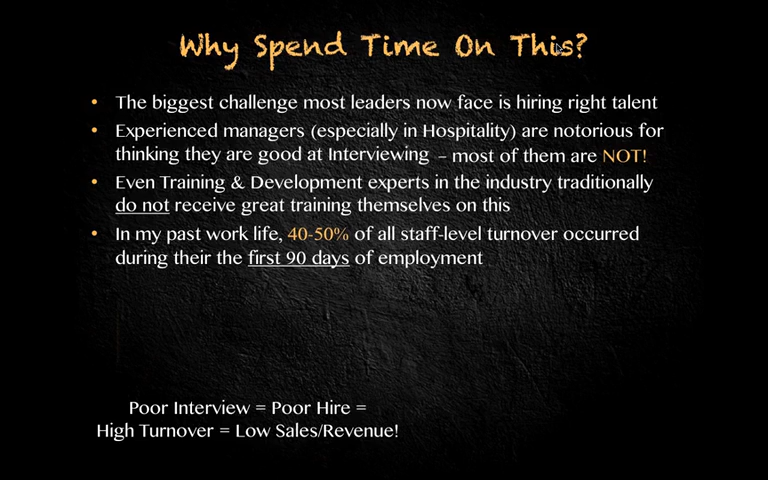 Why Spend Time On This?
• The biggest challenge most leaders now face is hiring right talent
• Experienced managers (especially in Hospitality) are notorious for
thinking they are good at Interviewing – most of them are NOT!
• Even Training & Development experts in the industry traditionally
do not receive great training themselves on this
• In my past work life, 40-50% of all staff-level turnover occurred
during their the first 90 days of employment
Poor Interview = Poor Hire =
High Turnover = Low Sales/Revenue!